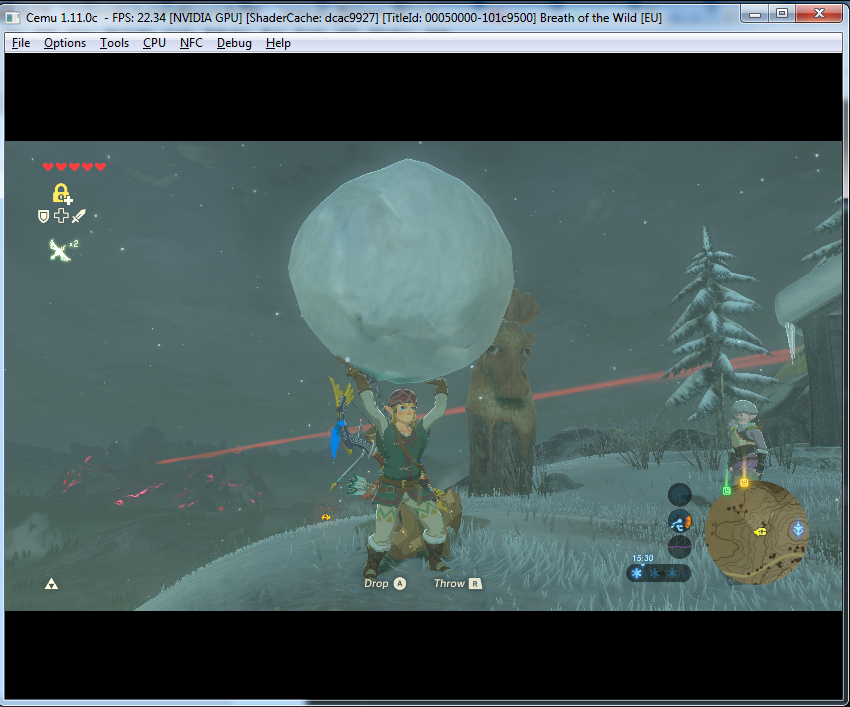 Cemu 1.11.0c - FPS: 22.34 [NVIDIA GPU] [ShaderCache: dcac9927] [TitleId: 00050000-101c9500] Breath of the Wild [EU]
File Options Tools CPU NFC Debug Help
×2
15:30
Drop A Throw R